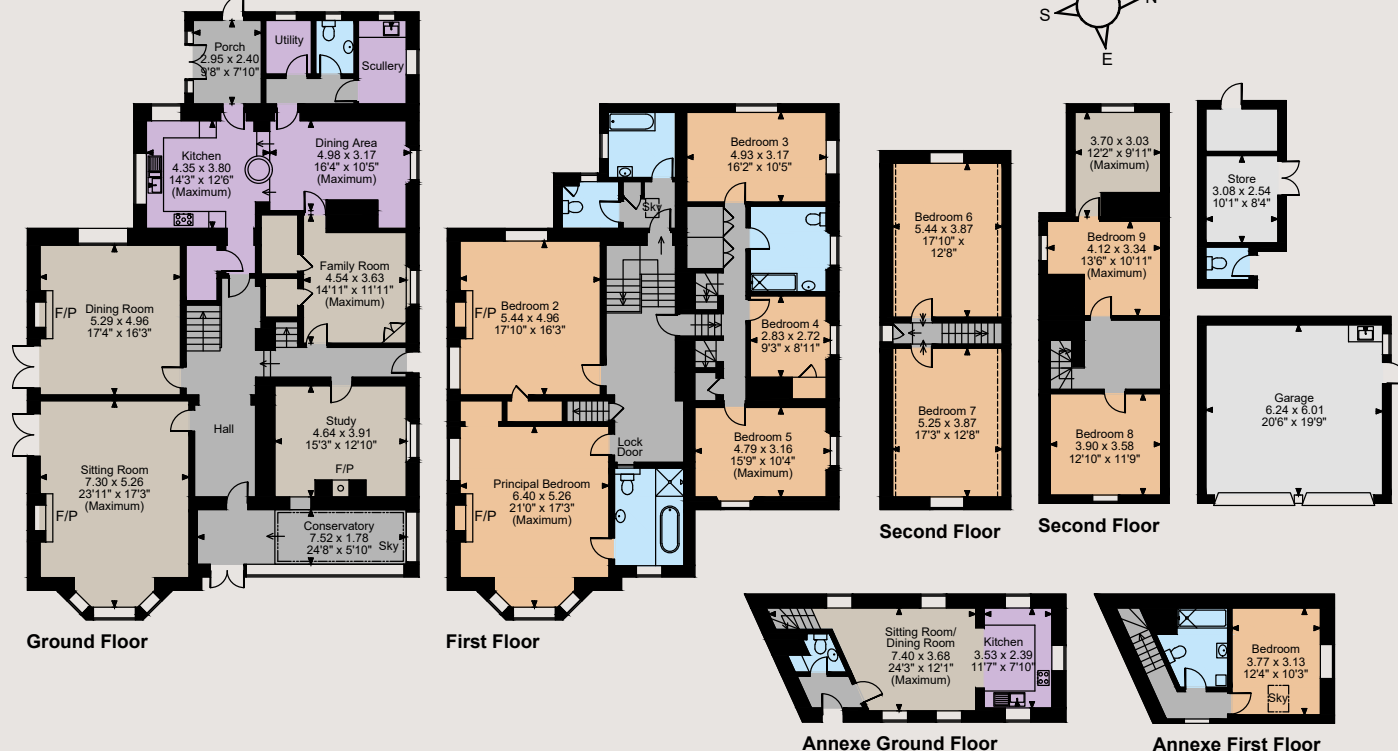 S
N
E
Porch
2.95 x 2.40
9'8" x 7'10"
Utility
Scullery
Kitchen
4.35 x 3.80
14'3" x 12'6"
(Maximum)
Dining Area
4.98 x 3.17
16'4" x 10'5"
(Maximum)
Family Room
4.54 x 3.63
14'11" x 11'11"
(Maximum)
Dining Room
5.29 x 4.96
17'4" x 16'3"
F/P
Hall
Study
4.64 x 3.91
15'3" x 12'10"
F/P
Sitting Room
7.30 x 5.26
23'11" x 17'3"
(Maximum)
F/P
Conservatory
7.52 x 1.78
24'8" x 5'10"
Sky
Ground Floor
Bedroom 3
4.93 x 3.17
16'2" x 10'5"
Sky
Bedroom 2
5.44 x 4.96
17'10" x 16'3"
F/P
Bedroom 4
2.83 x 2.72
9'3" x 8'11"
Bedroom 5
4.79 x 3.16
15'9" x 10'4"
(Maximum)
Lock
Door
Principal Bedroom
6.40 x 5.26
21'0" x 17'3"
(Maximum)
F/P
First Floor
Bedroom 6
5.44 x 3.87
17'10" x
12'8"
Bedroom 7
5.25 x 3.87
17'3" x 12'8"
Second Floor
3.70 x 3.03
12'2" x 9'11"
(Maximum)
Bedroom 9
4.12 x 3.34
13'6" x 10'11"
(Maximum)
Bedroom 8
3.90 x 3.58
12'10" x 11'9"
Second Floor
Store
3.08 x 2.54
10'1" x 8'4"
Garage
6.24 x 6.01
20'6" x 19'9"
Sitting Room/
Dining Room
7.40 x 3.68
24'3" x 12'1"
(Maximum)
Kitchen
3.53 x 2.39
11'7" x 7'10"
Annexe Ground Floor
Bedroom
3.77 x 3.13
12'4" x 10'3"
Sky
Annexe First Floor